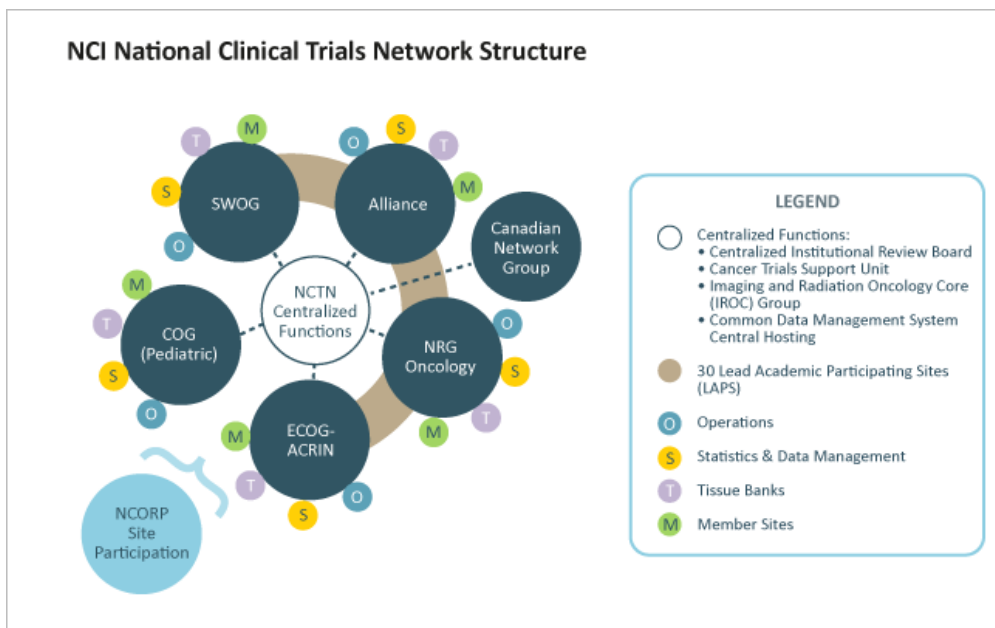 NCI National Clinical Trials Network Structure
T
M
O
S
T
M
S
O
SWOG
Alliance
Canadian
Network
Group
NCTN
Centralized
Functions
M
T
S
O
COG
(Pediatric)
NRG
Oncology
O
S
T
M
ECOG-
ACRIN
M
T
S
O
NCORP
Site
Participation
LEGEND
Centralized Functions:
• Centralized Institutional Review Board
• Cancer Trials Support Unit
• Imaging and Radiation Oncology Core
(IROC) Group
• Common Data Management System
Central Hosting
30 Lead Academic Participating Sites
(LAPS)
O Operations
S Statistics & Data Management
T Tissue Banks
M Member Sites